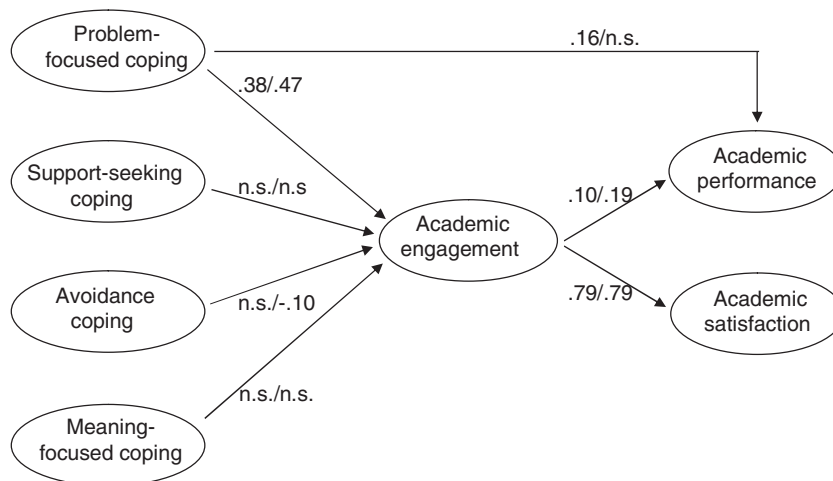 Problem-
focused coping
.16/n.s.
.38/.47
Support-seeking
coping
n.s./n.s
Academic
performance
.10/.19
Academic
engagement
Avoidance
coping
n.s./-.10
.79/.79
Academic
satisfaction
n.s./n.s.
Meaning-
focused coping